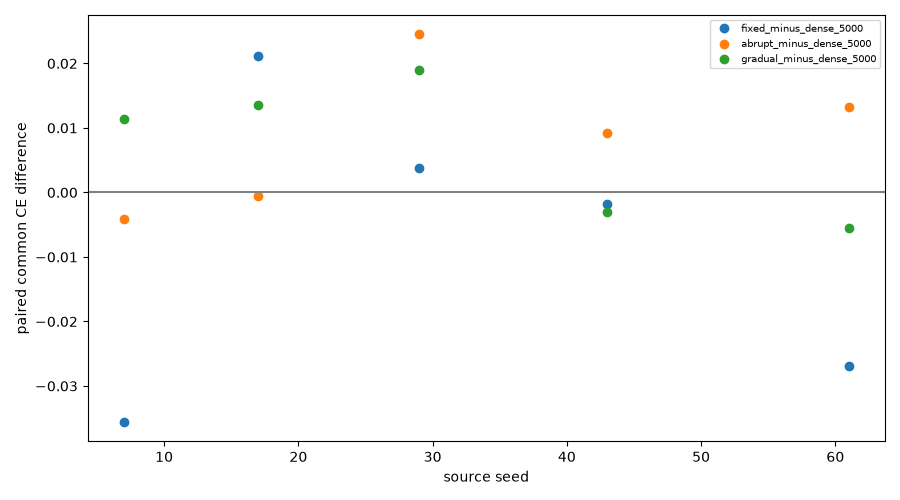 fixed_minus_dense_5000
abrupt_minus_dense_5000
gradual_minus_dense_5000
paired common CE difference
0.02
0.01
0.00
−0.01
−0.02
−0.03
10 20 30 40 50 60
source seed